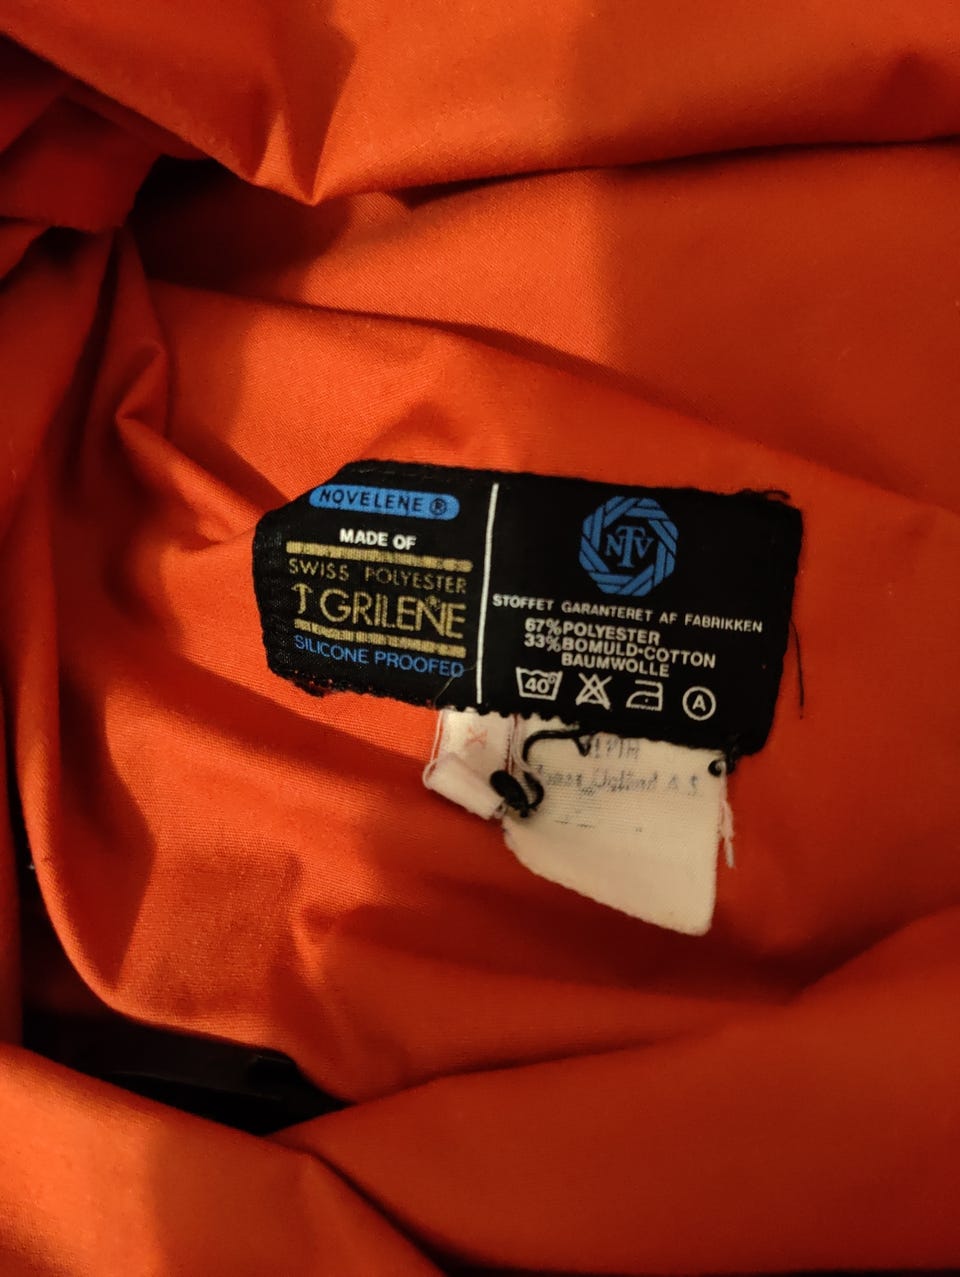 NOVELENE ®
MADE OF
SWISS POLYESTER
GRILENE
SILICONE PROOFED
NTV
STOFFET GARANTERET AF FABRIKKEN
67% POLYESTER
33% BOMULD-COTTON
BAUMWOLLE
40°
A
X